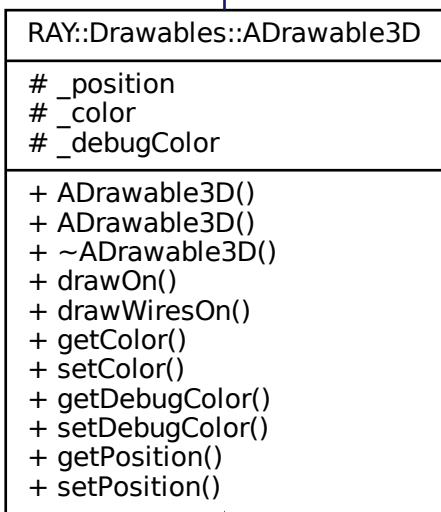 RAY::Drawables::ADrawable3D
# _position
# _color
# _debugColor
+ ADrawable3D()
+ ADrawable3D()
+ ~ADrawable3D()
+ drawOn()
+ drawWiresOn()
+ getColor()
+ setColor()
+ getDebugColor()
+ setDebugColor()
+ getPosition()
+ setPosition()